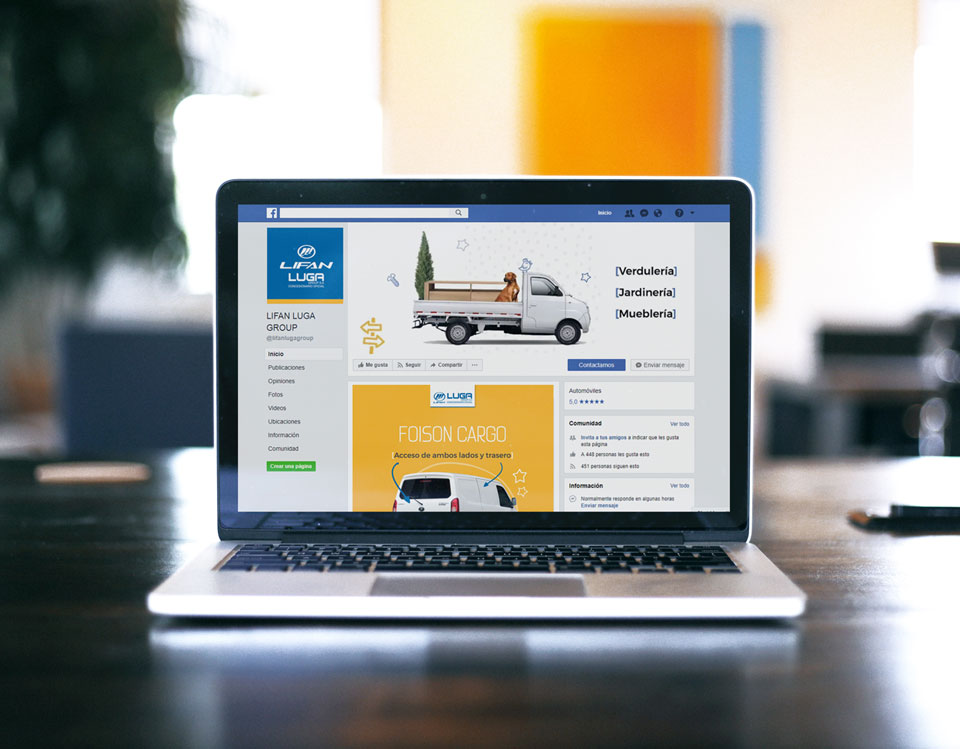 f
Inicio
LIFAN
LUGA
LIFAN LUGA
GROUP
@lifanlugagroup
Inicio
Publicaciones
Opiniones
Fotos
Videos
Ubicaciones
Información
Comunidad
Crear una página
[Verdulería]
[Jardinería]
[Mueblería]
Me gusta
Seguir
Compartir
Contactarnos
Enviar mensaje
LIFAN
LUGA
FOISON CARGO
Acceso de ambos lados y trasero
Automóviles
5.0 ★★★★★
Comunidad
Ver todo
Invita a tus amigos a indicar que les gusta
esta página
A 448 personas les gusta esto
451 personas siguen esto
Información
Ver todo
Normalmente responde en algunas horas
Enviar mensaje